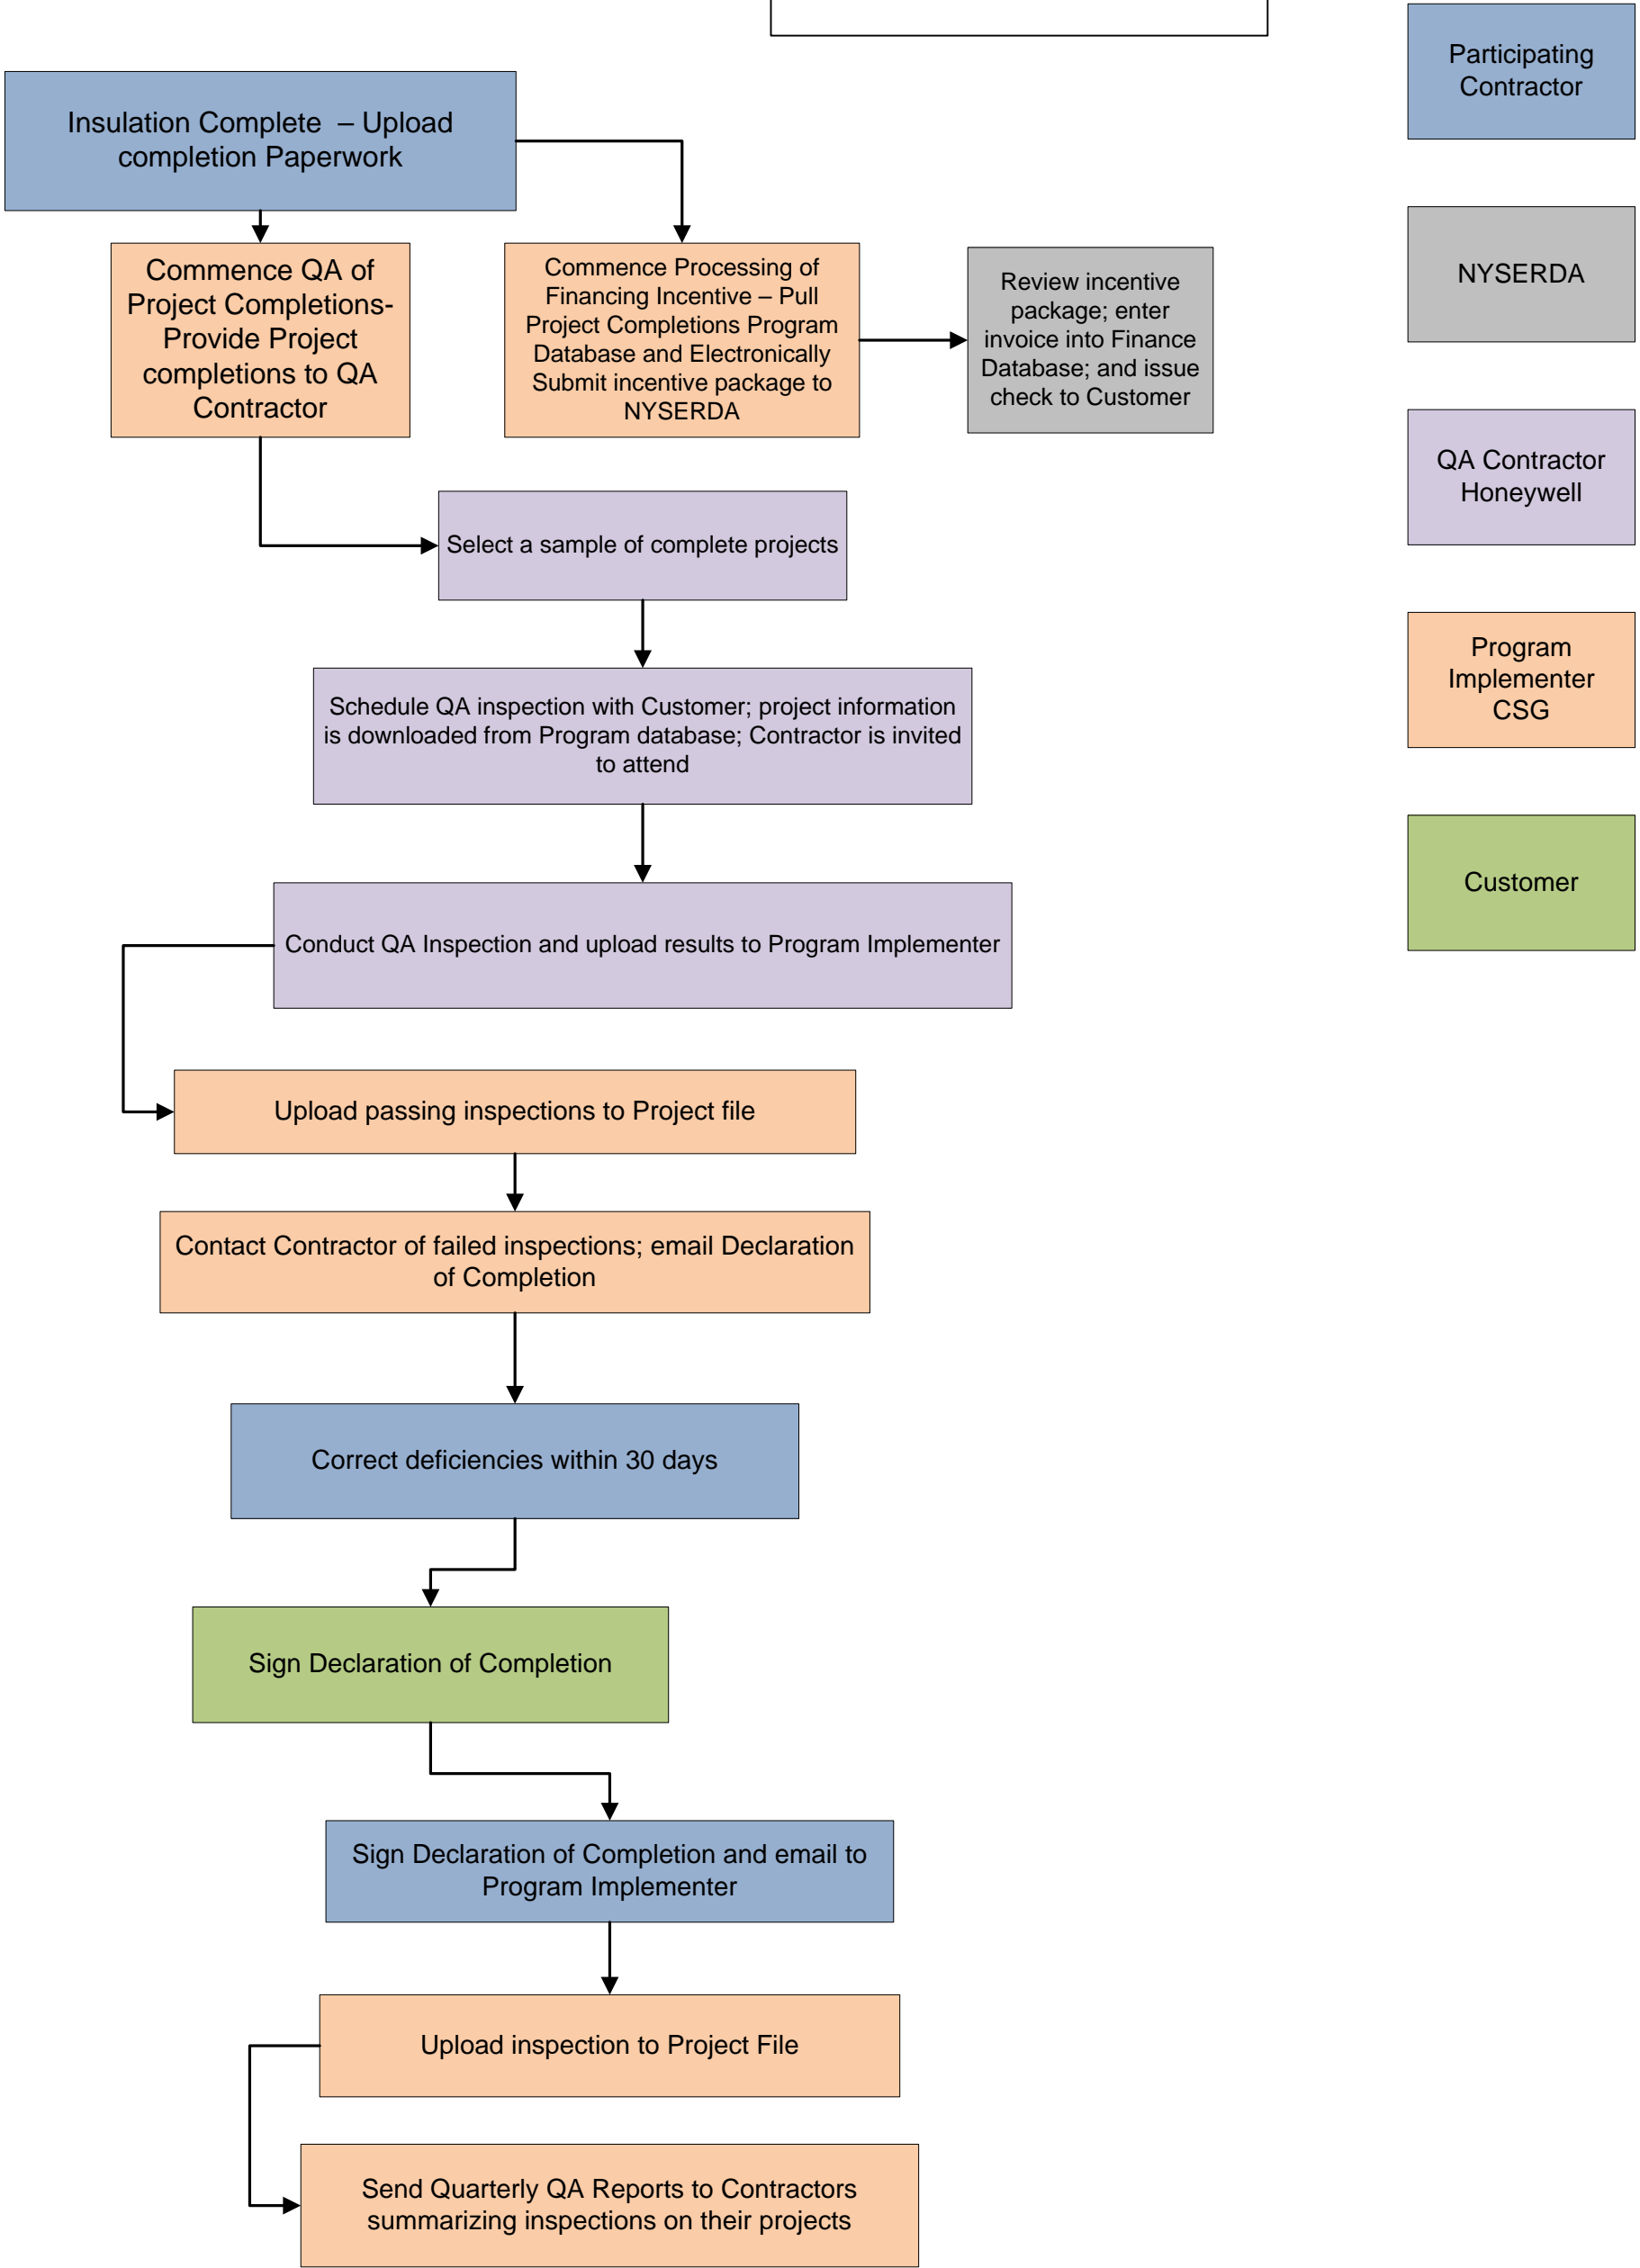 Participating
Contractor
Insulation Complete – Upload
completion Paperwork
NYSERDA
Commence QA of
Project Completions-
Provide Project
completions to QA
Contractor
Commence Processing of
Financing Incentive – Pull
Project Completions Program
Database and Electronically
Submit incentive package to
NYSERDA
Review incentive
package; enter
invoice into Finance
Database; and issue
check to Customer
QA Contractor
Honeywell
Select a sample of complete projects
Program
Implementer
CSG
Schedule QA inspection with Customer; project information
is downloaded from Program database; Contractor is invited
to attend
Customer
Conduct QA Inspection and upload results to Program Implementer
Upload passing inspections to Project file
Contact Contractor of failed inspections; email Declaration
of Completion
Correct deficiencies within 30 days
Sign Declaration of Completion
Sign Declaration of Completion and email to
Program Implementer
Upload inspection to Project File
Send Quarterly QA Reports to Contractors
summarizing inspections on their projects